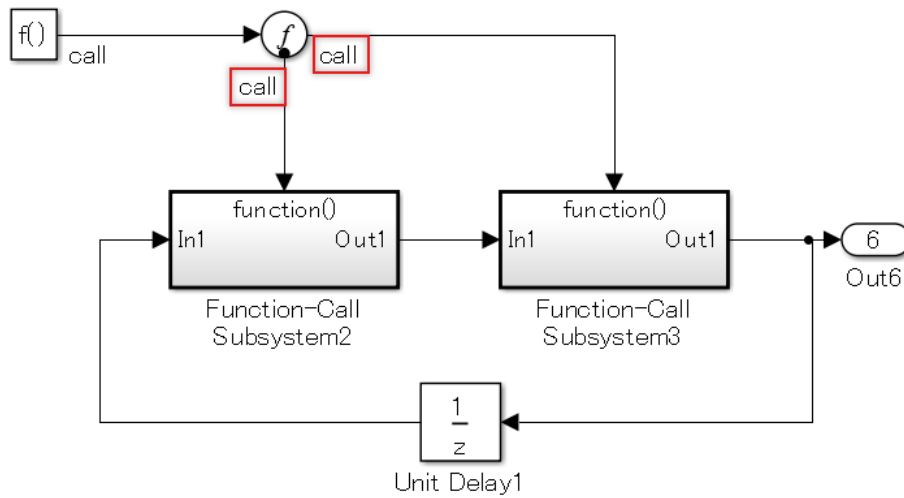 f()
call
f
call
call
function()
In1
Out1
Function-Call
Subsystem2
function()
In1
Out1
Function-Call
Subsystem3
6
Out6
1
z
Unit Delay1